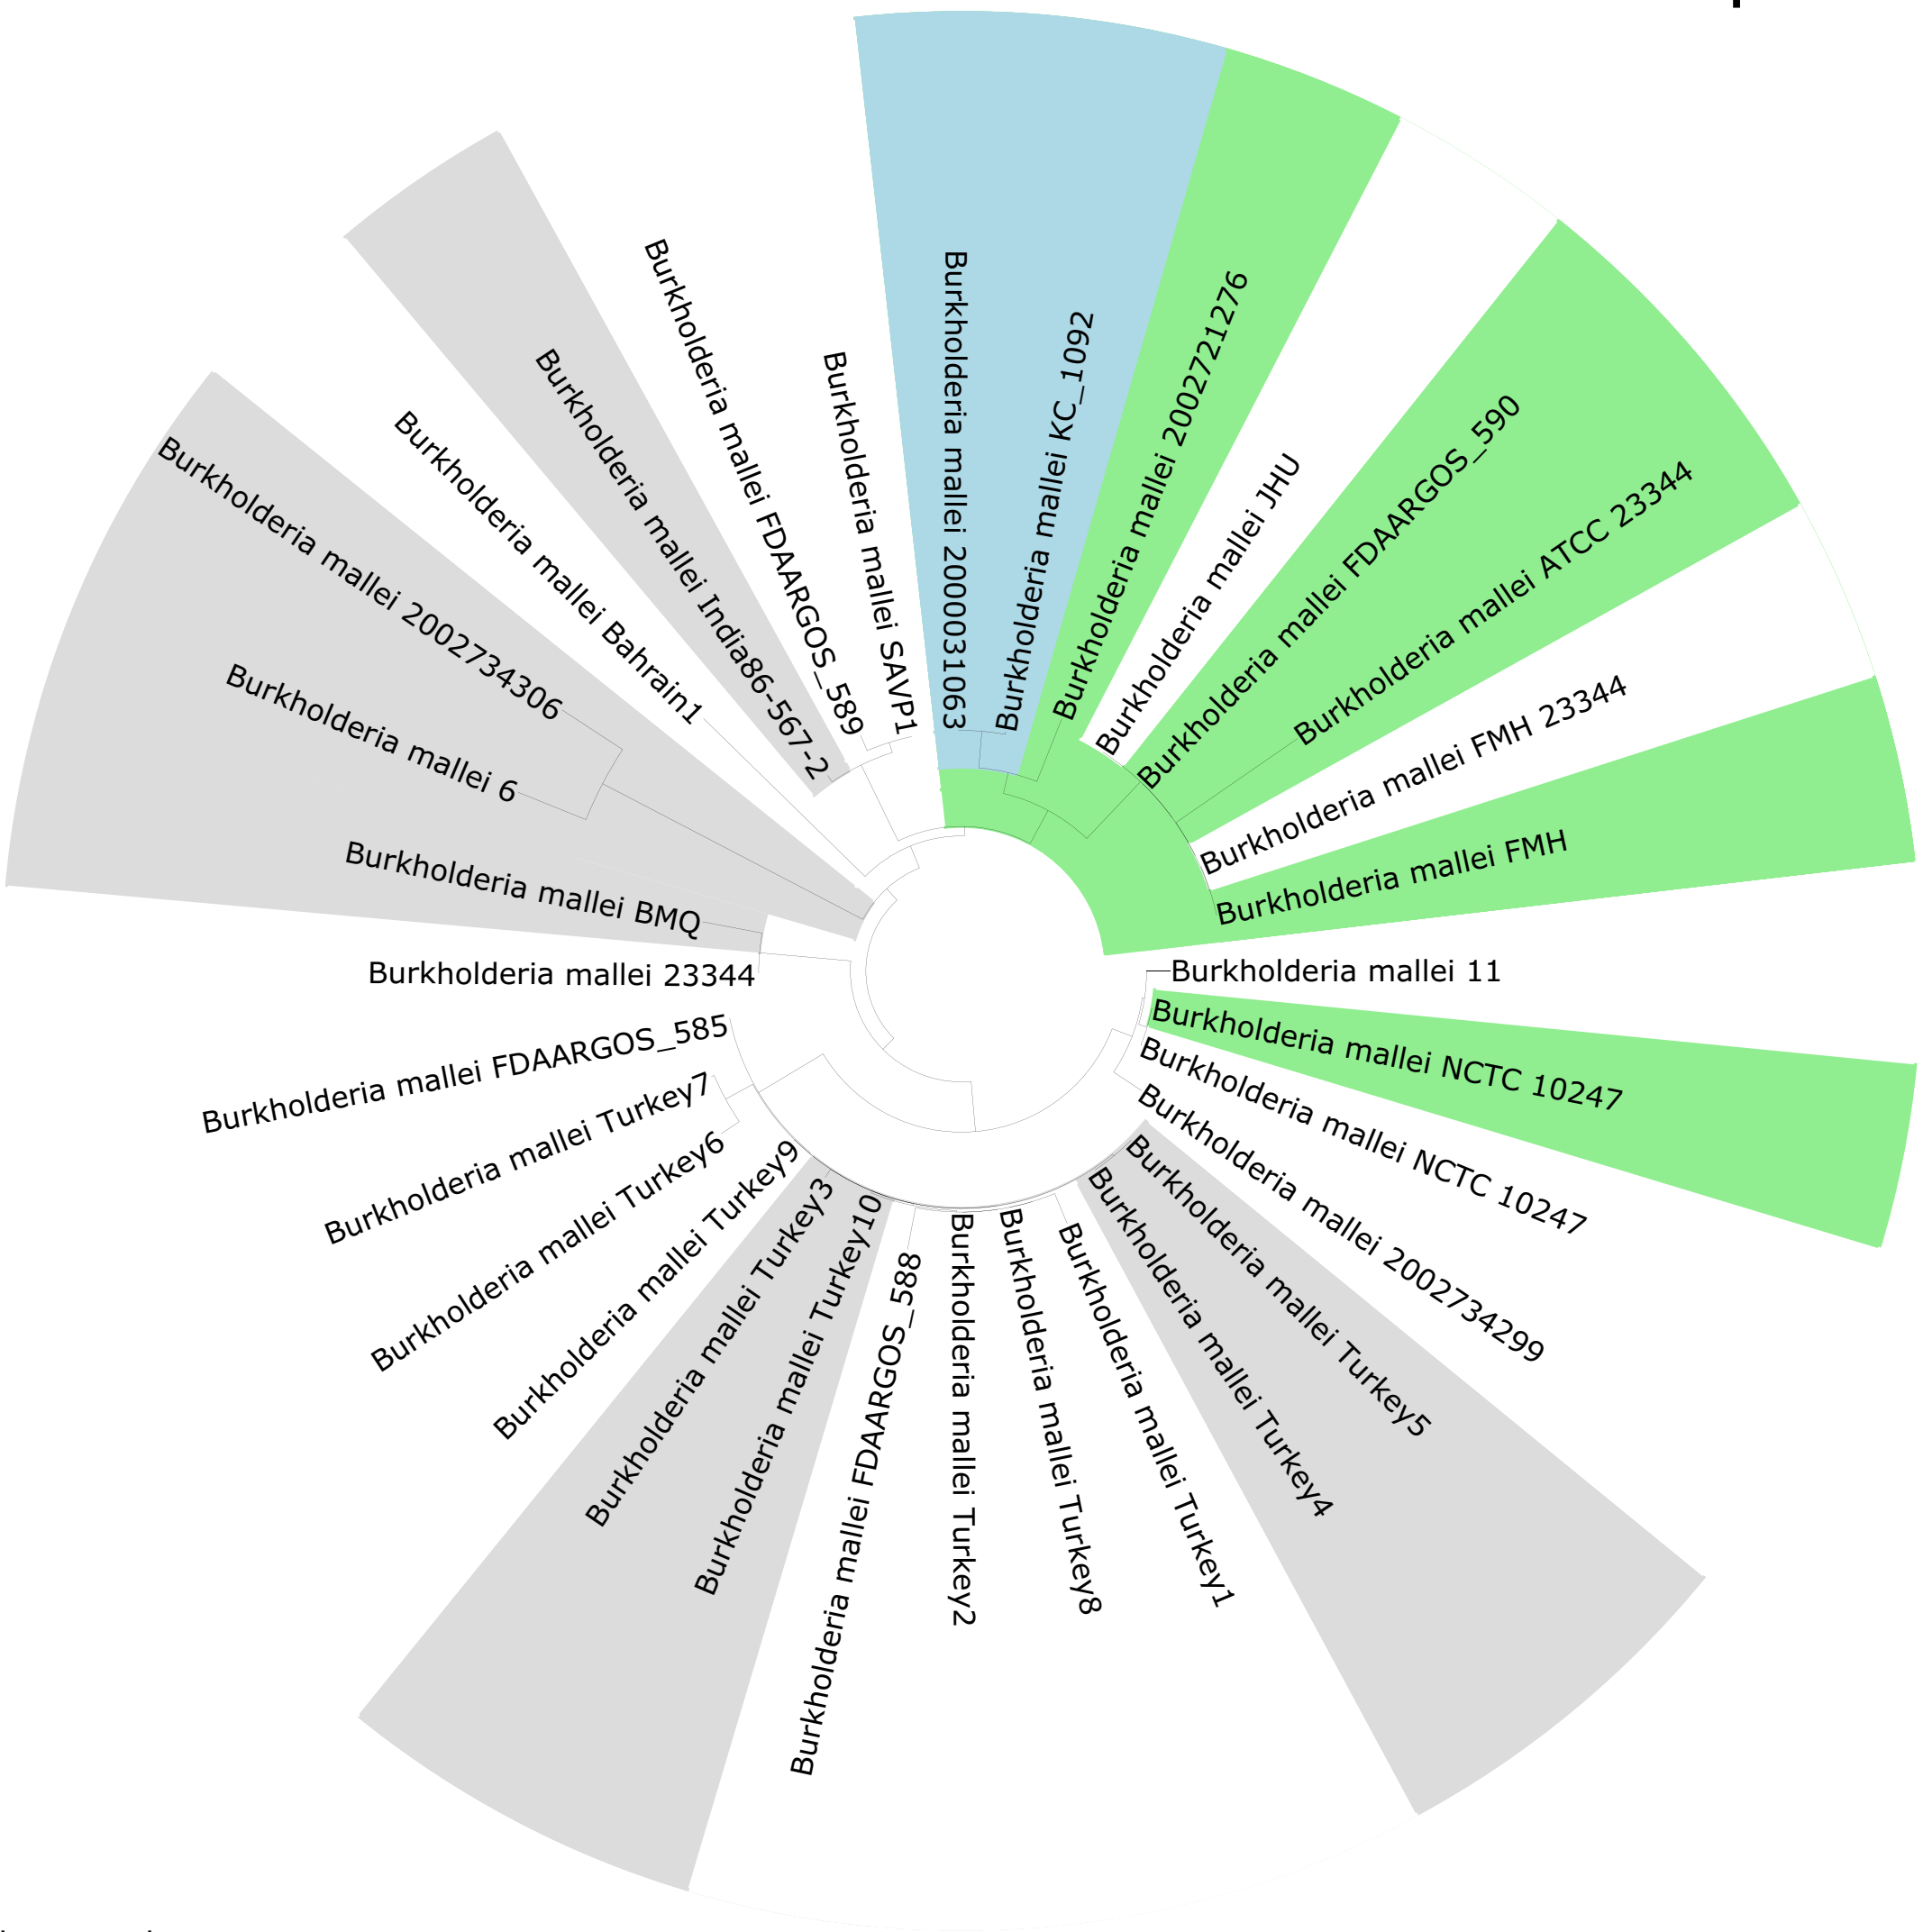 Burkholderia mallei 2000031063
Burkholderia mallei KC_1092
Burkholderia mallei 2002721276
Burkholderia mallei JHU
Burkholderia mallei FDAARGOS_590
Burkholderia mallei ATCC 23344
Burkholderia mallei FMH 23344
Burkholderia mallei FMH
Burkholderia mallei 11
Burkholderia mallei NCTC 10247
Burkholderia mallei NCTC 10247
Burkholderia mallei 2002734299
Burkholderia mallei Turkey5
Burkholderia mallei Turkey4
Burkholderia mallei Turkey1
Burkholderia mallei Turkey8
Burkholderia mallei Turkey2
Burkholderia mallei FDAARGOS_588
Burkholderia mallei Turkey10
Burkholderia mallei Turkey3
Burkholderia mallei Turkey9
Burkholderia mallei Turkey6
Burkholderia mallei Turkey7
Burkholderia mallei FDAARGOS_585
Burkholderia mallei 23344
Burkholderia mallei BMQ
Burkholderia mallei 6
Burkholderia mallei 2002734306
Burkholderia mallei Bahrain1
Burkholderia mallei India86-567-2
Burkholderia mallei FDAARGOS_589
Burkholderia mallei SAVP1